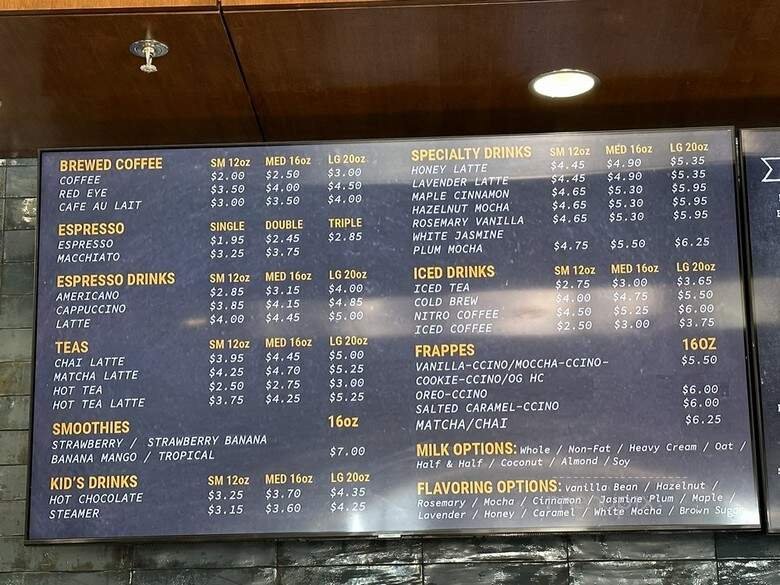 BREWED COFFEE SM 12oz MED 16oz LG 20oz
COFFEE $2.00 $2.50 $3.00
RED EYE $3.50 $4.00 $4.50
CAFE AU LAIT $3.00 $3.50 $4.00
ESPRESSO SINGLE DOUBLE TRIPLE
ESPRESSO $1.95 $2.45 $2.85
MACCHIATO $3.25 $3.75
ESPRESSO DRINKS SM 12oz MED 16oz LG 20oz
AMERICANO $2.85 $3.15 $4.00
CAPPUCCINO $3.85 $4.15 $4.85
LATTE $4.00 $4.45 $5.00
TEAS SM 12oz MED 16oz LG 20oz
CHAI LATTE $3.95 $4.45 $5.00
MATCHA LATTE $4.25 $4.70 $5.25
HOT TEA $2.50 $2.75 $3.00
HOT TEA LATTE $3.75 $4.25 $5.25
SMOOTHIES 16oz
STRAWBERRY / STRAWBERRY BANANA
BANANA MANGO / TROPICAL $7.00
KID'S DRINKS SM 12oz MED 16oz LG 20oz
HOT CHOCOLATE $3.25 $3.70 $4.35
STEAMER $3.15 $3.60 $4.25
SPECIALTY DRINKS SM 12oz MED 16oz LG 20oz
HONEY LATTE $4.45 $4.90 $5.35
LAVENDER LATTE $4.45 $4.90 $5.35
MAPLE CINNAMON $4.65 $5.30 $5.95
HAZELNUT MOCHA $4.65 $5.30 $5.95
ROSEMARY VANILLA $4.65 $5.30 $5.95
WHITE JASMINE
PLUM MOCHA $4.75 $5.50 $6.25
ICED DRINKS SM 12oz MED 16oz LG 20oz
ICED TEA $2.75 $3.00 $3.65
COLD BREW $4.00 $4.75 $5.50
NITRO COFFEE $4.50 $5.25 $6.00
ICED COFFEE $2.50 $3.00 $3.75
FRAPPES 16OZ
VANILLA-CCINO/MOCCHA-CCINO- $5.50
COOKIE-CCINO/OG HC
OREO-CCINO $6.00
SALTED CARAMEL-CCINO $6.00
MATCHA/CHAI $6.25
MILK OPTIONS: Whole / Non-Fat / Heavy Cream / Oat /
Half & Half / Coconut / Almond / Soy
FLAVORING OPTIONS: vanilla Bean / Hazelnut /
Rosemary / Mocha / Cinnamon / Jasmine Plum / Maple /
Lavender / Honey / Caramel / White Mocha / Brown Sugar